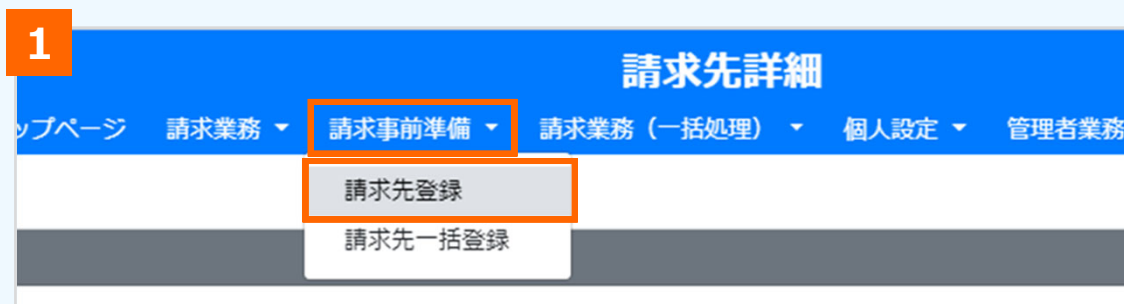 1
請求先詳細
ップページ 請求業務 請求事前準備 請求業務（一括処理） 個人設定 管理者業務
請求先登録
請求先一括登録